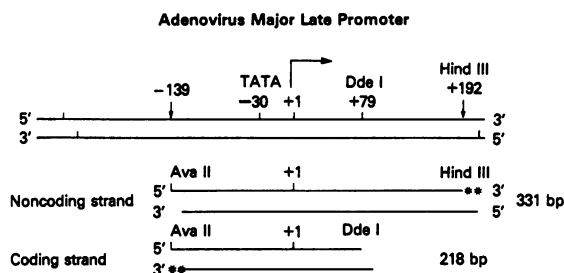 Adenovirus Major Late Promoter
Hind III
TATA Dde I
−139 −30 +1 +79 +192
5′ 3′
3′ 5′
Ava II +1 Hind III
5′ ** 3′
Noncoding strand 331 bp
3′ 5′
Ava II +1 Dde I
5′
Coding strand 218 bp
3′ **